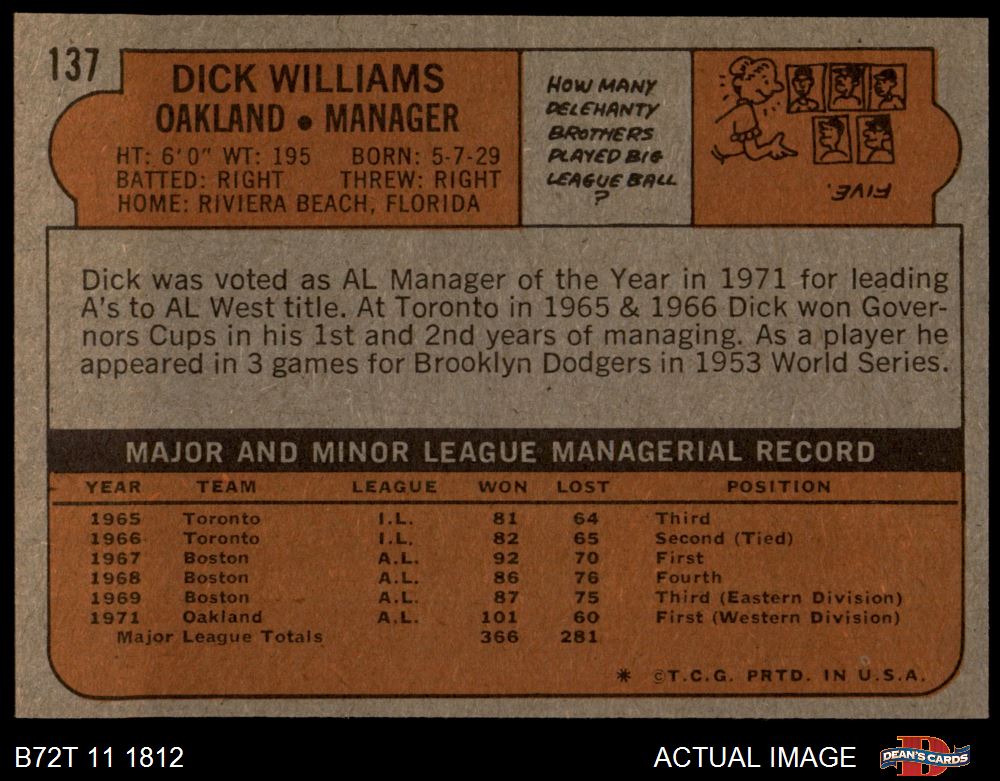 137
DICK WILLIAMS
OAKLAND • MANAGER
HT: 6'0" WT: 195 BORN: 5-7-29
BATTED: RIGHT THREW: RIGHT
HOME: RIVIERA BEACH, FLORIDA
HOW MANY
DELEHANTY
BROTHERS
PLAYED BIG
LEAGUE BALL
?
FIVE.
Dick was voted as AL Manager of the Year in 1971 for leading
A's to AL West title. At Toronto in 1965 & 1966 Dick won Gover-
nors Cups in his 1st and 2nd years of managing. As a player he
appeared in 3 games for Brooklyn Dodgers in 1953 World Series.
MAJOR AND MINOR LEAGUE MANAGERIAL RECORD
YEAR TEAM LEAGUE WON LOST POSITION
1965 Toronto I.L. 81 64 Third
1966 Toronto I.L. 82 65 Second (Tied)
1967 Boston A.L. 92 70 First
1968 Boston A.L. 86 76 Fourth
1969 Boston A.L. 87 75 Third (Eastern Division)
1971 Oakland A.L. 101 60 First (Western Division)
Major League Totals 366 281
* ©T.C.G. PRTD. IN U.S.A.
B72T 11 1812 ACTUAL IMAGE DEAN'S CARDS